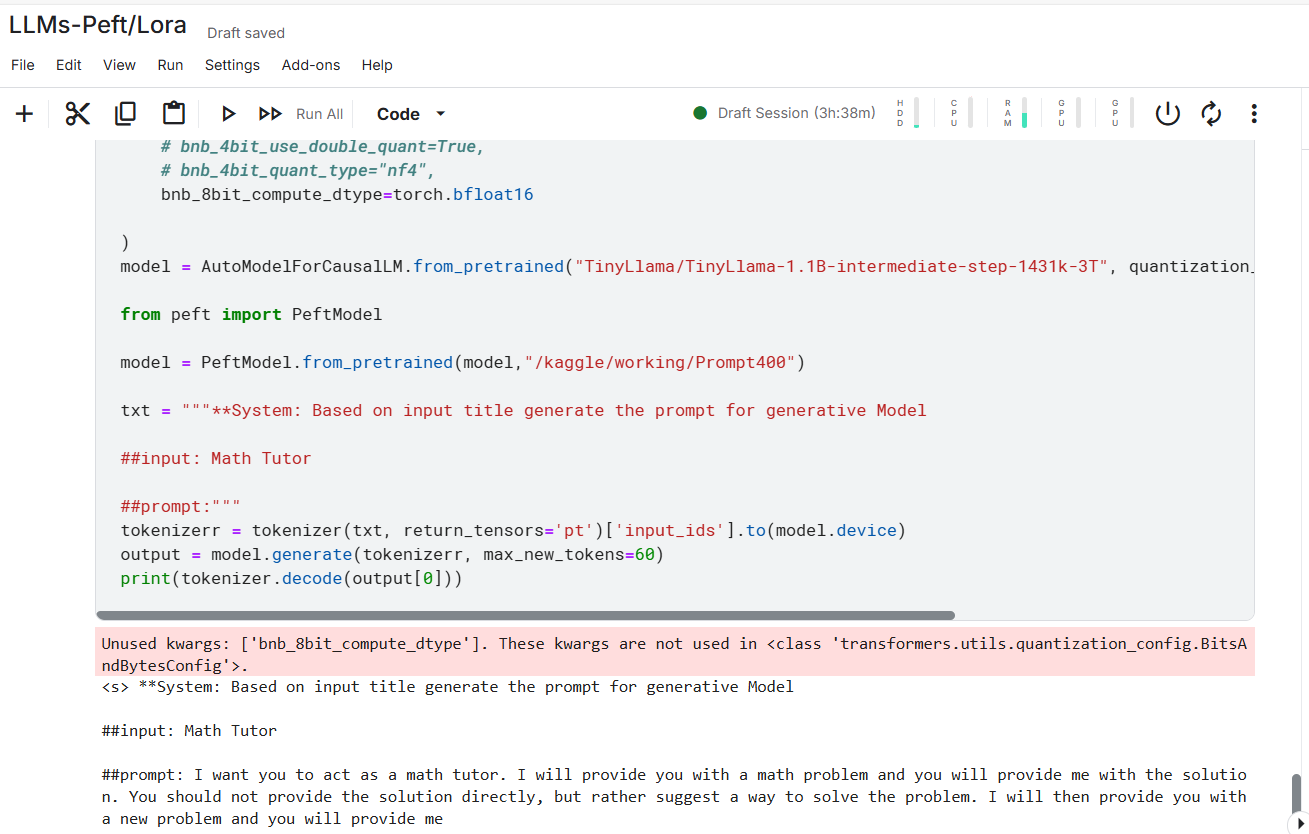 LLMs-Peft/Lora Draft saved
File Edit View Run Settings Add-ons Help
Run All Code Draft Session (3h:38m) HDD CPU RAM GPU GPU
# bnb_4bit_use_double_quant=True,
# bnb_4bit_quant_type="nf4",
bnb_8bit_compute_dtype=torch.bfloat16
)
model = AutoModelForCausalLM.from_pretrained("TinyLlama/TinyLlama-1.1B-intermediate-step-1431k-3T", quantization_
from peft import PeftModel
model = PeftModel.from_pretrained(model,"/kaggle/working/Prompt400")
txt = """**System: Based on input title generate the prompt for generative Model
##input: Math Tutor
##prompt:"""
tokenizerr = tokenizer(txt, return_tensors='pt')['input_ids'].to(model.device)
output = model.generate(tokenizerr, max_new_tokens=60)
print(tokenizer.decode(output[0]))
Unused kwargs: ['bnb_8bit_compute_dtype']. These kwargs are not used in <class 'transformers.utils.quantization_config.BitsA
ndBytesConfig'>.
<s> **System: Based on input title generate the prompt for generative Model
##input: Math Tutor
##prompt: I want you to act as a math tutor. I will provide you with a math problem and you will provide me with the solutio
n. You should not provide the solution directly, but rather suggest a way to solve the problem. I will then provide you with
a new problem and you will provide me